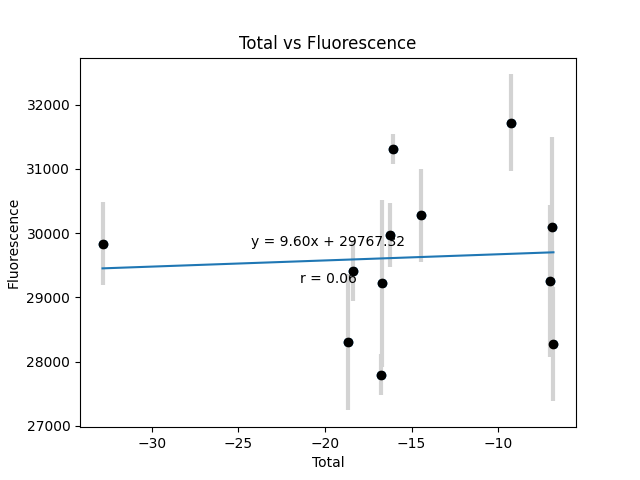 Total vs Fluorescence
32000
31000
30000
29000
28000
27000
Fluorescence
y = 9.60x + 29767.32
r = 0.06
−30
−25
−20
−15
−10
Total